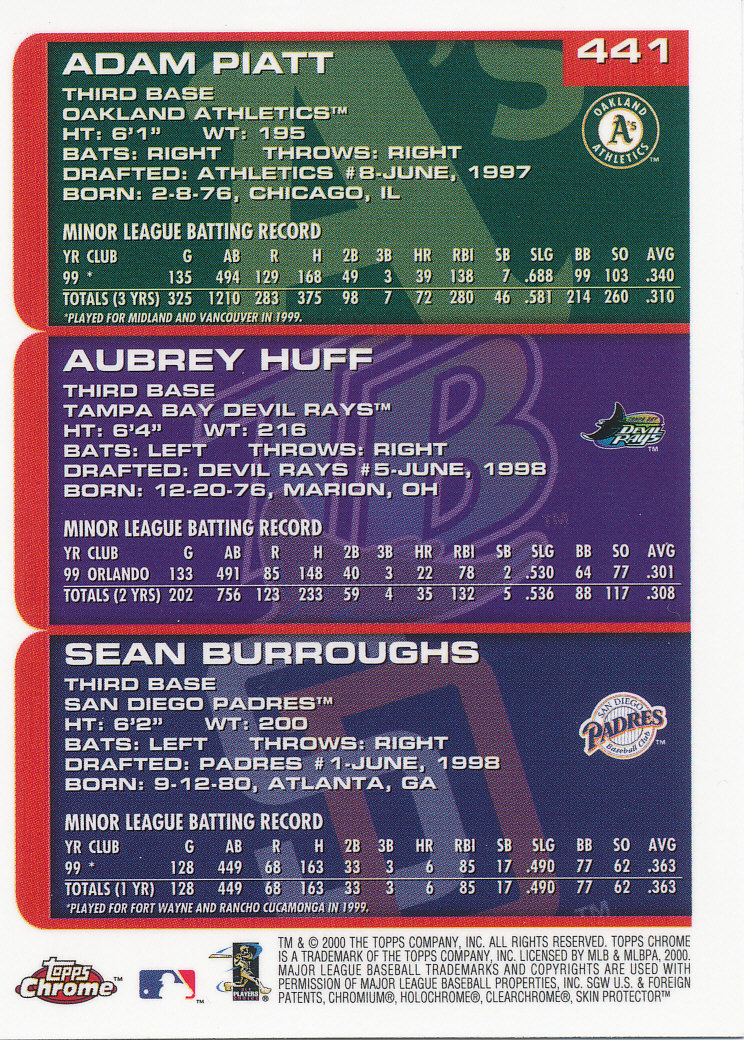 441
ADAM PIATT
THIRD BASE
OAKLAND ATHLETICS™
HT: 6'1" WT: 195
BATS: RIGHT THROWS: RIGHT
DRAFTED: ATHLETICS #8-JUNE, 1997
BORN: 2-8-76, CHICAGO, IL
OAKLAND A's ATHLETICS ™
MINOR LEAGUE BATTING RECORD
YR CLUB G AB R H 2B 3B HR RBI SB SLG BB SO AVG
99 * 135 494 129 168 49 3 39 138 7 .688 99 103 .340
TOTALS (3 YRS) 325 1210 283 375 98 7 72 280 46 .581 214 260 .310
*PLAYED FOR MIDLAND AND VANCOUVER IN 1999.
AUBREY HUFF
THIRD BASE
TAMPA BAY DEVIL RAYS™
HT: 6'4" WT: 216
BATS: LEFT THROWS: RIGHT
DRAFTED: DEVIL RAYS #5-JUNE, 1998
BORN: 12-20-76, MARION, OH
TAMPA BAY DEVIL RAYS ™
MINOR LEAGUE BATTING RECORD
YR CLUB G AB R H 2B 3B HR RBI SB SLG BB SO AVG
99 ORLANDO 133 491 85 148 40 3 22 78 2 .530 64 77 .301
TOTALS (2 YRS) 202 756 123 233 59 4 35 132 5 .536 88 117 .308
SEAN BURROUGHS
THIRD BASE
SAN DIEGO PADRES™
HT: 6'2" WT: 200
BATS: LEFT THROWS: RIGHT
DRAFTED: PADRES #1-JUNE, 1998
BORN: 9-12-80, ATLANTA, GA
SAN DIEGO PADRES Baseball Club ™
MINOR LEAGUE BATTING RECORD
YR CLUB G AB R H 2B 3B HR RBI SB SLG BB SO AVG
99 * 128 449 68 163 33 3 6 85 17 .490 77 62 .363
TOTALS (1 YR) 128 449 68 163 33 3 6 85 17 .490 77 62 .363
*PLAYED FOR FORT WAYNE AND RANCHO CUCAMONGA IN 1999.
Topps Chrome™
PLAYERS
TM & © 2000 THE TOPPS COMPANY, INC. ALL RIGHTS RESERVED. TOPPS CHROME
IS A TRADEMARK OF THE TOPPS COMPANY, INC. LICENSED BY MLB & MLBPA, 2000.
MAJOR LEAGUE BASEBALL TRADEMARKS AND COPYRIGHTS ARE USED WITH
PERMISSION OF MAJOR LEAGUE BASEBALL PROPERTIES, INC. SGW U.S. & FOREIGN
PATENTS, CHROMIUM®, HOLOCHROME®, CLEARCHROME®, SKIN PROTECTOR™